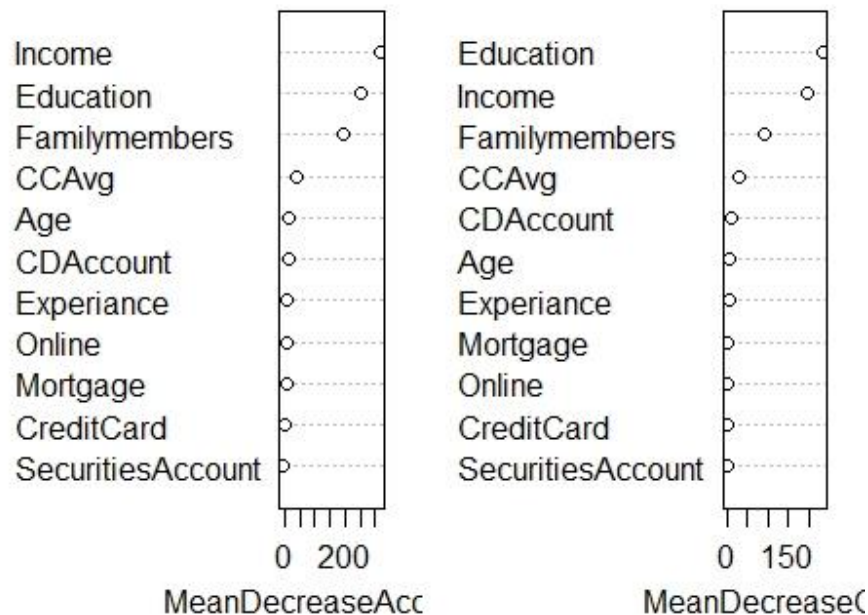 Income
Education
Familymembers
CCAvg
Age
CDAccount
Experiance
Online
Mortgage
CreditCard
SecuritiesAccount
0 200
MeanDecreaseAcc
Education
Income
Familymembers
CCAvg
CDAccount
Age
Experiance
Mortgage
Online
CreditCard
SecuritiesAccount
0 150
MeanDecreaseG